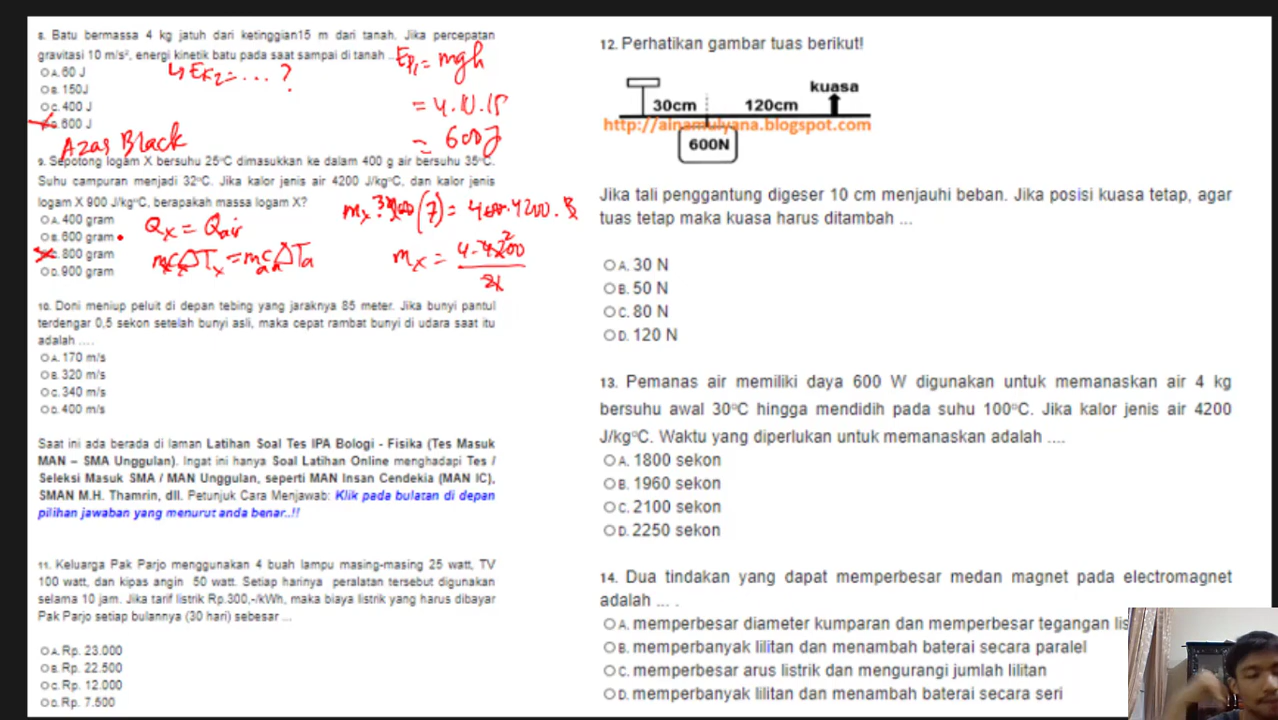 8. Batu bermassa 4 kg jatuh dari ketinggian15 m dari tanah. Jika percepatan
gravitasi 10 m/s², energi kinetik batu pada saat sampai di tanah ...
Ep₁ = mgh
↳ Ek₂ = ... ?
A. 60 J
B. 150J
C. 400 J
= 4.10.15
D. 600 J
= 600 J
Azas Black
9. Sepotong logam X bersuhu 25°C dimasukkan ke dalam 400 g air bersuhu 35°C.
Suhu campuran menjadi 32°C. Jika kalor jenis air 4200 J/kg°C, dan kalor jenis
logam X 900 J/kg°C, berapakah massa logam X?
A. 400 gram
B. 600 gram
C. 800 gram
D. 900 gram
Qx = Qair
10. Doni meniup peluit di depan tebing yang jaraknya 85 meter. Jika bunyi pantul
terdengar 0,5 sekon setelah bunyi asli, maka cepat rambat bunyi di udara saat itu
adalah ....
A. 170 m/s
B. 320 m/s
C. 340 m/s
D. 400 m/s
Saat ini ada berada di laman Latihan Soal Tes IPA Bologi - Fisika (Tes Masuk
MAN – SMA Unggulan). Ingat ini hanya Soal Latihan Online menghadapi Tes /
Seleksi Masuk SMA / MAN Unggulan, seperti MAN Insan Cendekia (MAN IC),
SMAN M.H. Thamrin, dll. Petunjuk Cara Menjawab: Klik pada bulatan di depan
pilihan jawaban yang menurut anda benar..!!
11. Keluarga Pak Parjo menggunakan 4 buah lampu masing-masing 25 watt, TV
100 watt, dan kipas angin 50 watt. Setiap harinya peralatan tersebut digunakan
selama 10 jam. Jika tarif listrik Rp.300,-/kWh, maka biaya listrik yang harus dibayar
Pak Parjo setiap bulannya (30 hari) sebesar ...
A. Rp. 23.000
B. Rp. 22.500
C. Rp. 12.000
D. Rp. 7.500
12. Perhatikan gambar tuas berikut!
kuasa
30cm 120cm
http://ainamulyana.blogspot.com
600N
Jika tali penggantung digeser 10 cm menjauhi beban. Jika posisi kuasa tetap, agar
tuas tetap maka kuasa harus ditambah ...
A. 30 N
B. 50 N
C. 80 N
D. 120 N
13. Pemanas air memiliki daya 600 W digunakan untuk memanaskan air 4 kg
bersuhu awal 30°C hingga mendidih pada suhu 100°C. Jika kalor jenis air 4200
J/kg°C. Waktu yang diperlukan untuk memanaskan adalah ....
A. 1800 sekon
B. 1960 sekon
C. 2100 sekon
D. 2250 sekon
14. Dua tindakan yang dapat memperbesar medan magnet pada electromagnet
adalah ... .
A. memperbesar diameter kumparan dan memperbesar tegangan lis
B. memperbanyak lilitan dan menambah baterai secara paralel
C. memperbesar arus listrik dan mengurangi jumlah lilitan
D. memperbanyak lilitan dan menambah baterai secara seri